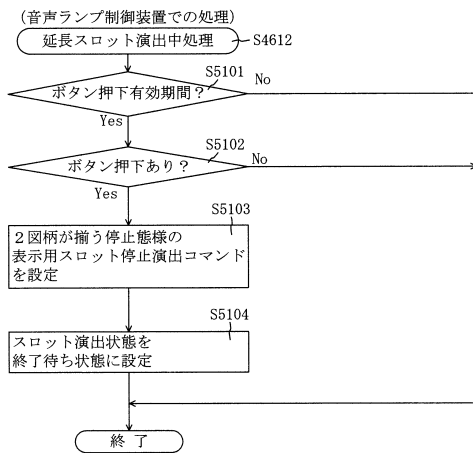 （音声ランプ制御装置での処理）
延長スロット演出中処理
S4612
S5101
ボタン押下有効期間？
No
Yes
S5102
ボタン押下あり？
No
Yes
S5103
２図柄が揃う停止態様の
表示用スロット停止演出コマンド
を設定
S5104
スロット演出状態を
終了待ち状態に設定
終 了